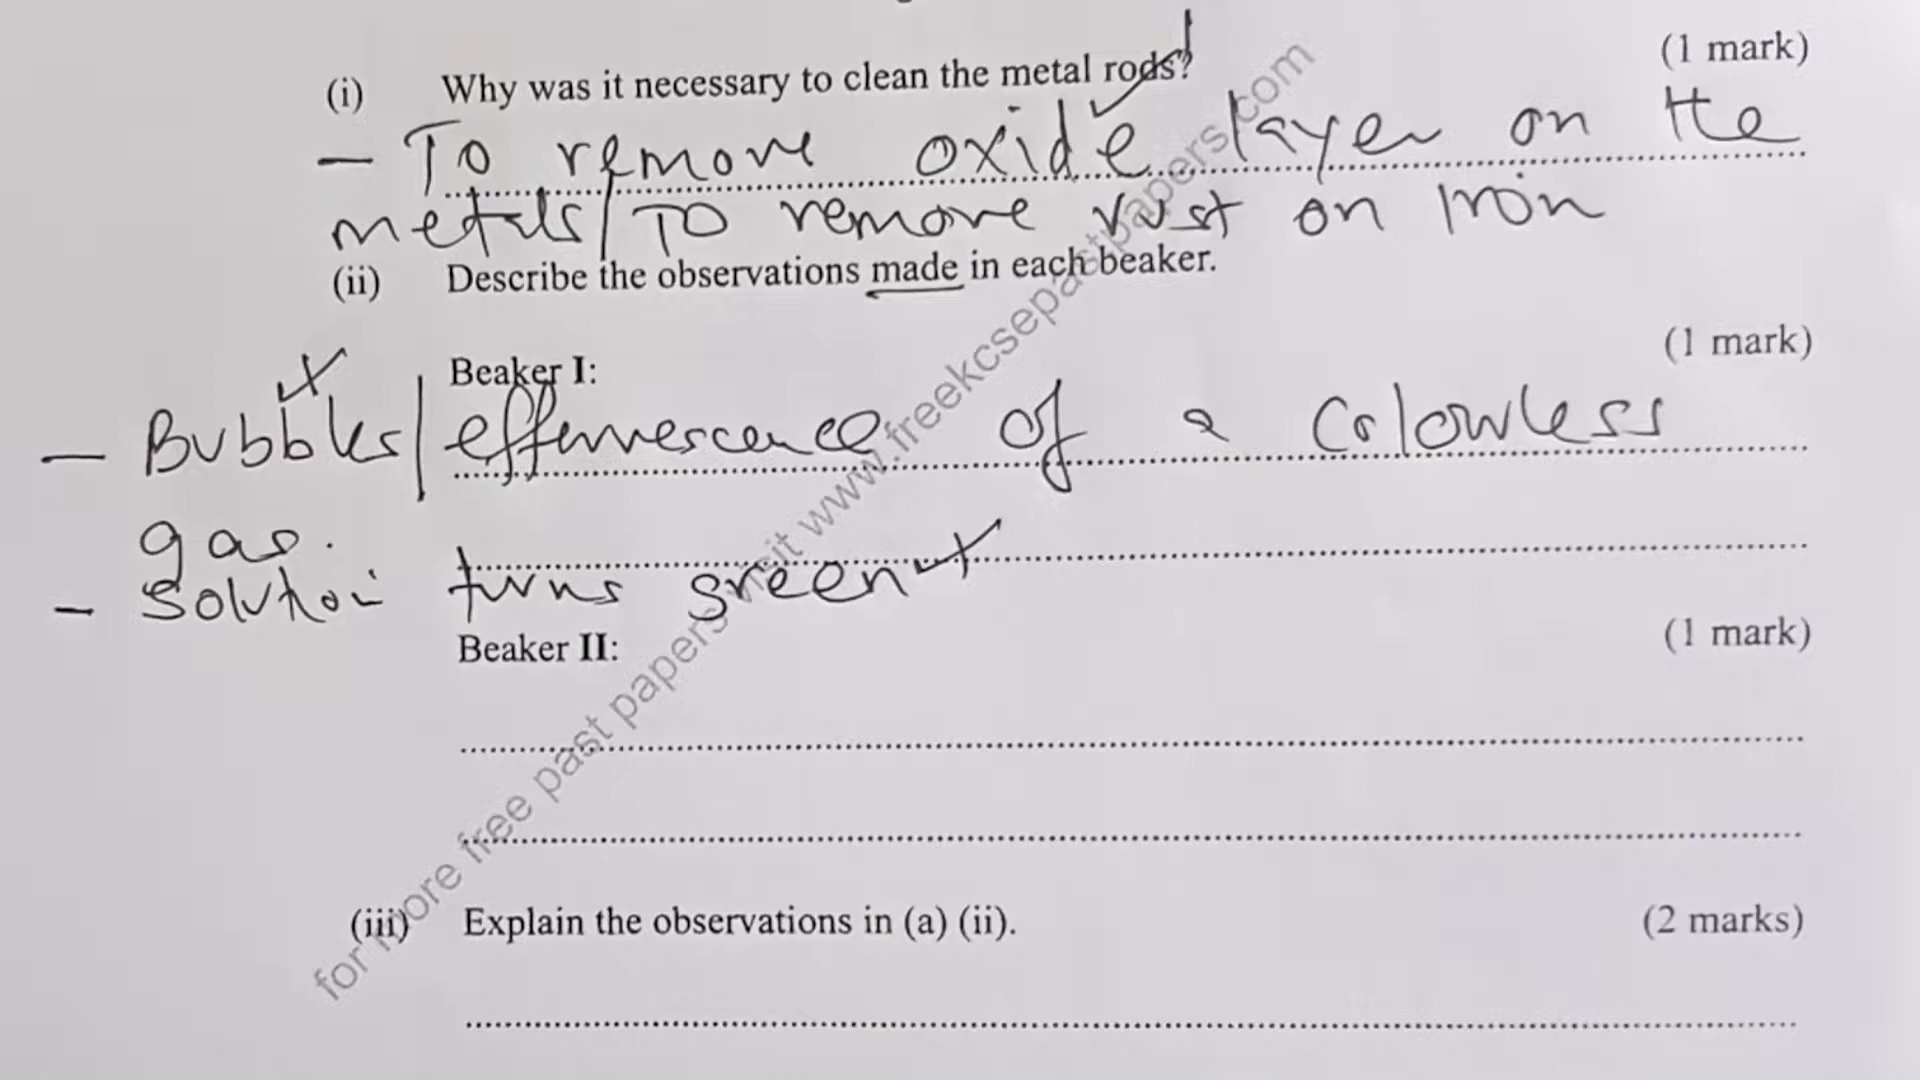 (i) Why was it necessary to clean the metal rods? (1 mark)
- To remove oxide layer on the
metals/To remove rust on Iron
(ii) Describe the observations made in each beaker.
Beaker I: (1 mark)
- Bubbles/effervescence of a colourless
gas.
- Solution turns green
Beaker II: (1 mark)
(iii) Explain the observations in (a) (ii). (2 marks)
for more free past papers visit www.freekcsepastpapers.com